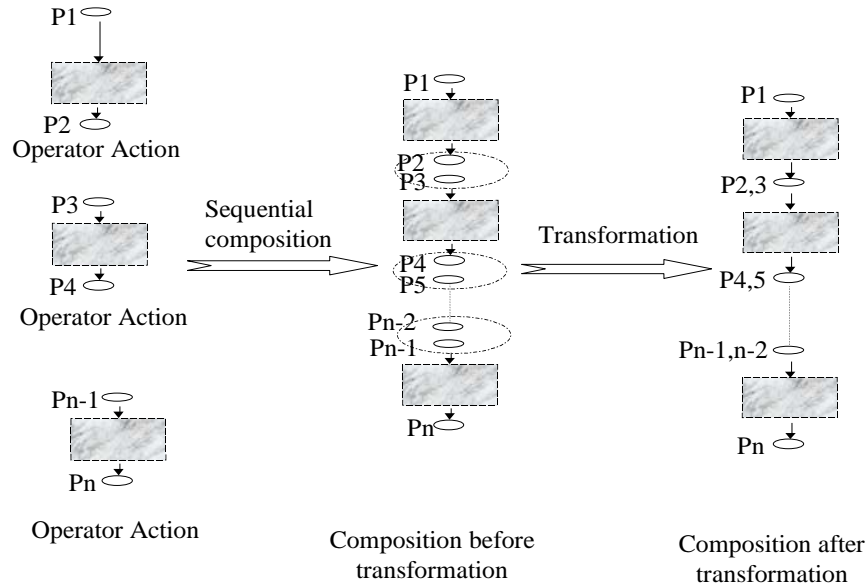 P1
P2
Operator Action
P3
P4
Operator Action
Pn-1
Pn
Operator Action
Sequential
composition
P1
P2
P3
P4
P5
Pn-2
Pn-1
Pn
Composition before
transformation
Transformation
P1
P2,3
P4,5
Pn-1,n-2
Pn
Composition after
transformation